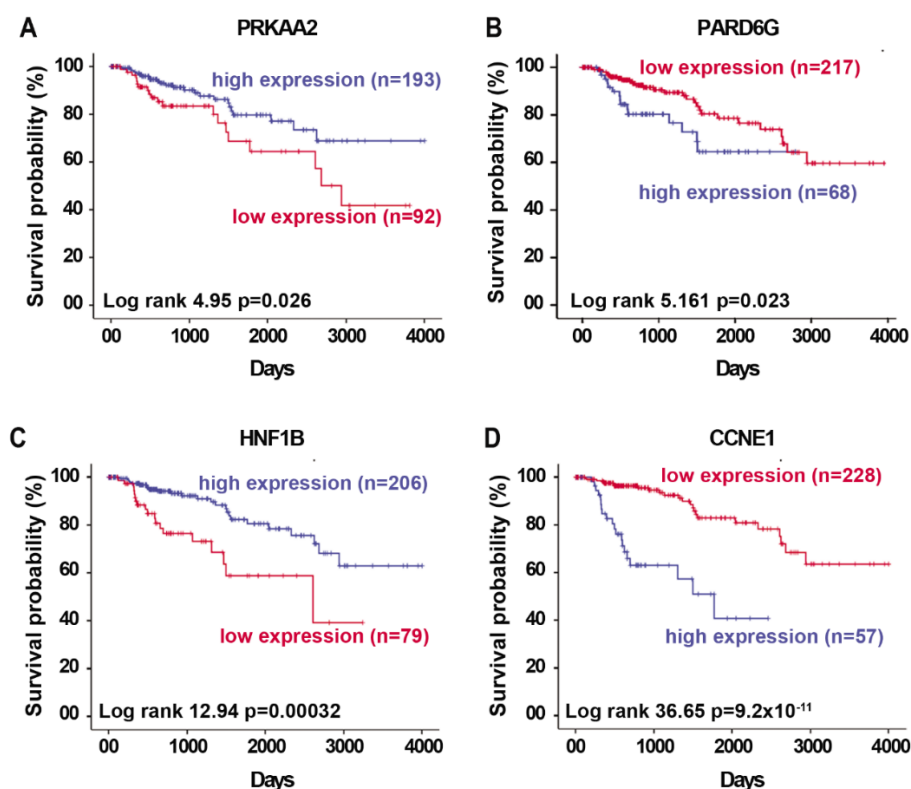 A
PRKAA2
Survival probability (%)
100
80
60
40
20
00
high expression (n=193)
low expression (n=92)
Log rank 4.95 p=0.026
00 1000 2000 3000 4000
Days
B
PARD6G
Survival probability (%)
100
80
60
40
20
00
low expression (n=217)
high expression (n=68)
Log rank 5.161 p=0.023
00 1000 2000 3000 4000
Days
C
HNF1B
Survival probability (%)
100
80
60
40
20
00
high expression (n=206)
low expression (n=79)
Log rank 12.94 p=0.00032
00 1000 2000 3000 4000
Days
D
CCNE1
Survival probability (%)
100
80
60
40
20
00
low expression (n=228)
high expression (n=57)
Log rank 36.65 p=9.2x10⁻¹¹
00 1000 2000 3000 4000
Days